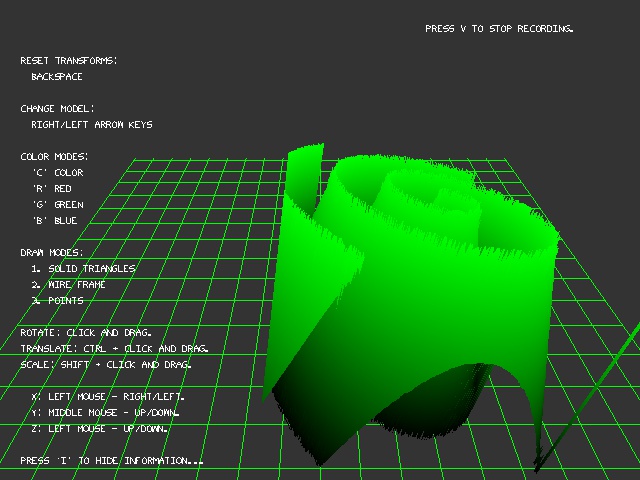 PRESS V TO STOP RECORDING.
RESET TRANSFORMS:
BACKSPACE
CHANGE MODEL:
RIGHT/LEFT ARROW KEYS
COLOR MODES:
'C' COLOR
'R' RED
'G' GREEN
'B' BLUE
DRAW MODES:
1. SOLID TRIANGLES
2. WIRE FRAME
3. POINTS
ROTATE: CLICK AND DRAG.
TRANSLATE: CTRL + CLICK AND DRAG.
SCALE: SHIFT + CLICK AND DRAG.
X: LEFT MOUSE - RIGHT/LEFT.
Y: MIDDLE MOUSE - UP/DOWN.
Z: LEFT MOUSE - UP/DOWN.
PRESS 'I' TO HIDE INFORMATION...